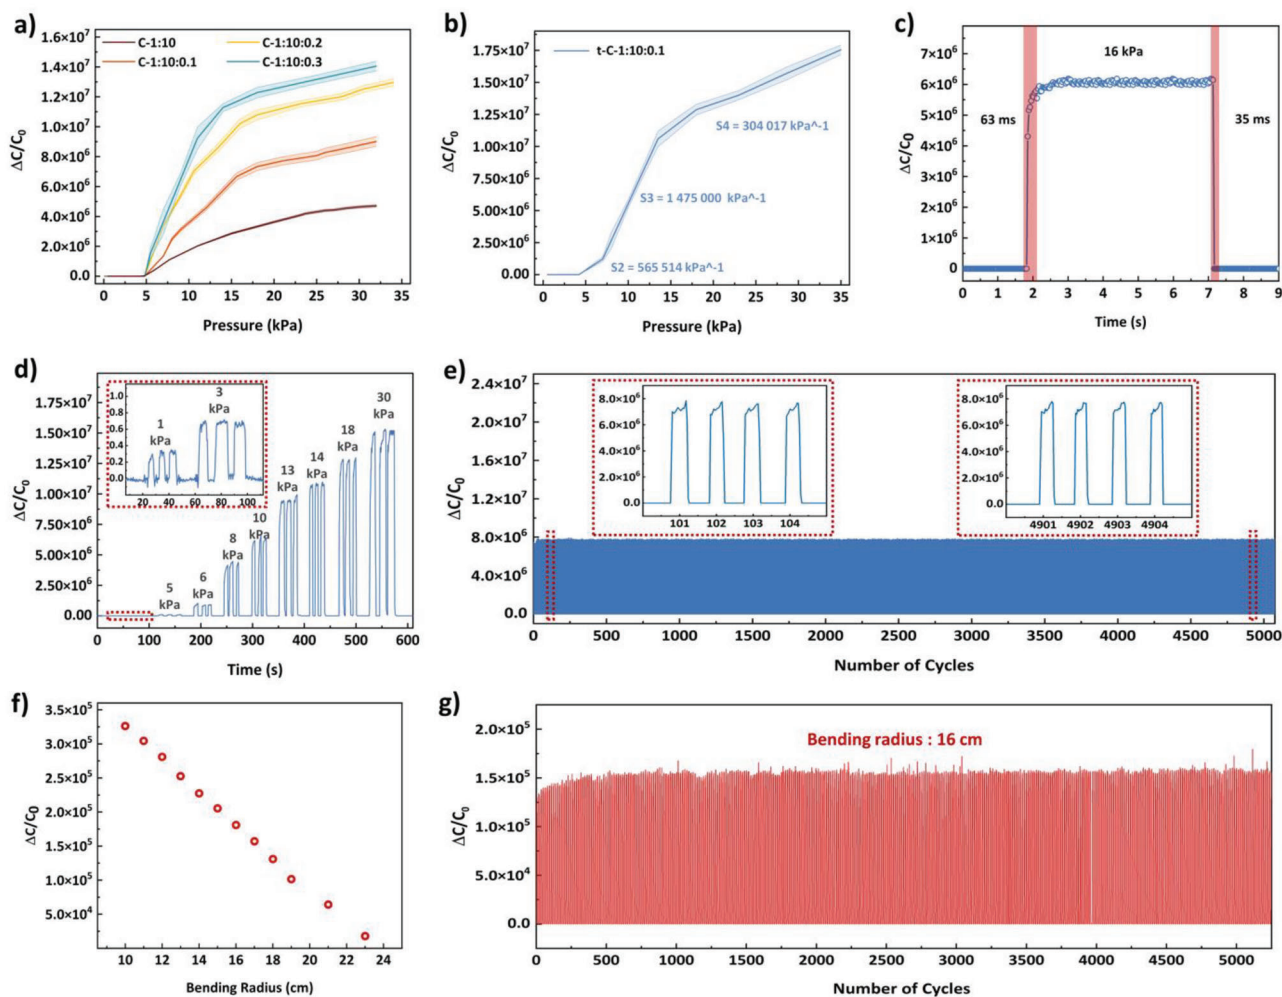 a)
C-1:10
C-1:10:0.1
C-1:10:0.2
C-1:10:0.3
1.6×10⁷
1.4×10⁷
1.2×10⁷
1.0×10⁷
8.0×10⁶
6.0×10⁶
4.0×10⁶
2.0×10⁶
0.0
ΔC/C₀
0 5 10 15 20 25 30 35
Pressure (kPa)
b)
t-C-1:10:0.1
1.75×10⁷
1.50×10⁷
1.25×10⁷
1.00×10⁷
7.50×10⁶
5.00×10⁶
2.50×10⁶
0.00
ΔC/C₀
S4 = 304 017 kPa^-1
S3 = 1 475 000 kPa^-1
S2 = 565 514 kPa^-1
0 5 10 15 20 25 30 35
Pressure (kPa)
c)
7×10⁶
6×10⁶
5×10⁶
4×10⁶
3×10⁶
2×10⁶
1×10⁶
0
ΔC/C₀
16 kPa
63 ms
35 ms
0 1 2 3 4 5 6 7 8 9
Time (s)
d)
1.75×10⁷
1.50×10⁷
1.25×10⁷
1.00×10⁷
7.50×10⁶
5.00×10⁶
2.50×10⁶
0.00
ΔC/C₀
1.0
0.8
0.6
0.4
0.2
0.0
20 40 60 80 100
1
kPa
3
kPa
5
kPa
6
kPa
8
kPa
10
kPa
13
kPa
14
kPa
18
kPa
30
kPa
0 100 200 300 400 500 600
Time (s)
e)
2.4×10⁷
2.0×10⁷
1.6×10⁷
1.2×10⁷
8.0×10⁶
4.0×10⁶
0.0
ΔC/C₀
8.0×10⁶
6.0×10⁶
4.0×10⁶
2.0×10⁶
0.0
101 102 103 104
8.0×10⁶
6.0×10⁶
4.0×10⁶
2.0×10⁶
0.0
4901 4902 4903 4904
0 500 1000 1500 2000 2500 3000 3500 4000 4500 5000
Number of Cycles
f)
3.5×10⁵
3.0×10⁵
2.5×10⁵
2.0×10⁵
1.5×10⁵
1.0×10⁵
5.0×10⁴
ΔC/C₀
10 12 14 16 18 20 22 24
Bending Radius (cm)
g)
2.0×10⁵
1.5×10⁵
1.0×10⁵
5.0×10⁴
0.0
ΔC/C₀
Bending radius : 16 cm
0 500 1000 1500 2000 2500 3000 3500 4000 4500 5000
Number of Cycles